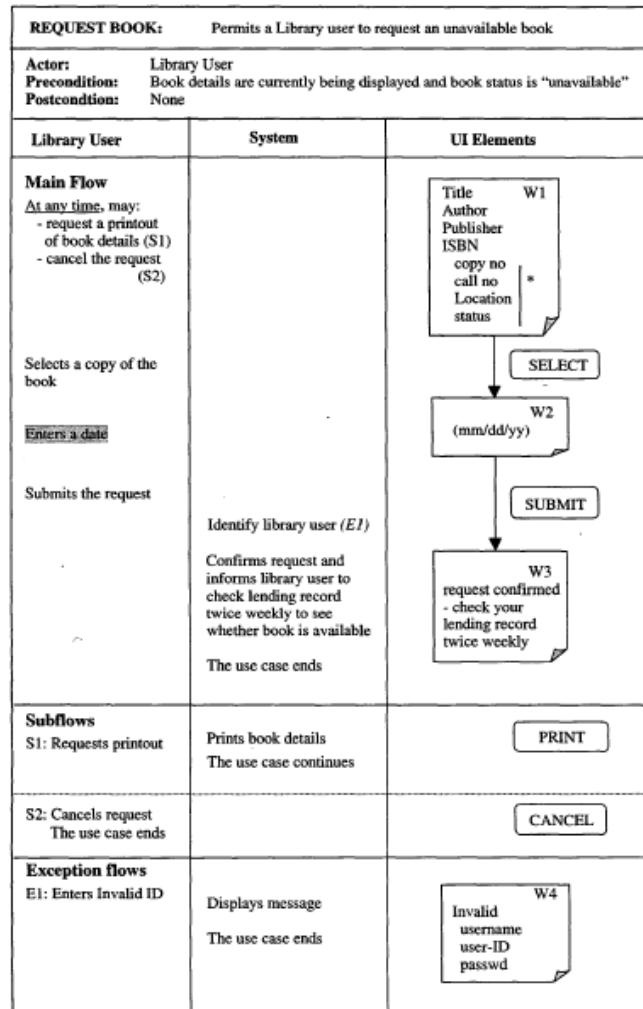 REQUEST BOOK: Permits a Library user to request an unavailable book
Actor: Library User
Precondition: Book details are currently being displayed and book status is “unavailable”
Postcondtion: None
Library User System UI Elements
Main Flow
At any time, may:
- request a printout
of book details (S1)
- cancel the request
(S2)
Title W1
Author
Publisher
ISBN
copy no
call no *
Location
status
Selects a copy of the
book
SELECT
Enters a date
W2
(mm/dd/yy)
Submits the request
SUBMIT
Identify library user (E1)
Confirms request and
informs library user to
check lending record
twice weekly to see
whether book is available
The use case ends
W3
request confirmed
- check your
lending record
twice weekly
Subflows
S1: Requests printout
Prints book details
The use case continues
PRINT
S2: Cancels request
The use case ends
CANCEL
Exception flows
E1: Enters Invalid ID
Displays message
The use case ends
W4
Invalid
username
user-ID
passwd